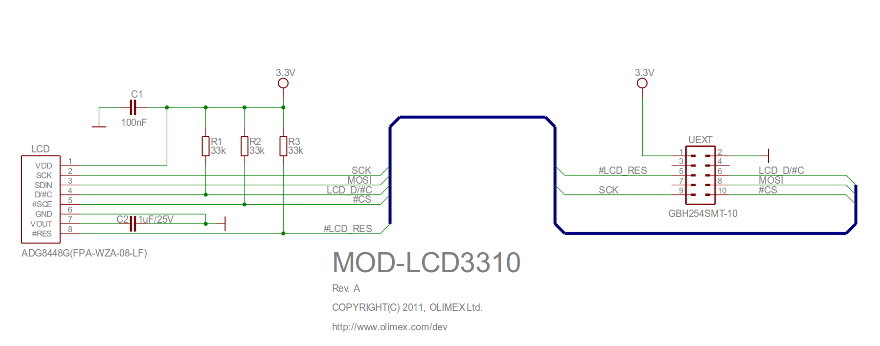 3.3V
3.3V
C1
100nF
R1
33k
R2
33k
R3
33k
LCD
VDD 1
SCK 2
SDIN 3
D/#C 4
#SCE 5
GND 6
VOUT 7
#RES 8
SCK
MOSI
LCD_D/#C
#CS
C2 1uF/25V
#LCD_RES
ADG8448G(FPA-WZA-08-LF)
UEXT
1 2
3 4
5 6
7 8
9 10
#LCD_RES
SCK
LCD_D/#C
MOSI
#CS
GBH254SMT-10
MOD-LCD3310
Rev. A
COPYRIGHT(C) 2011, OLIMEX Ltd.
http://www.olimex.com/dev